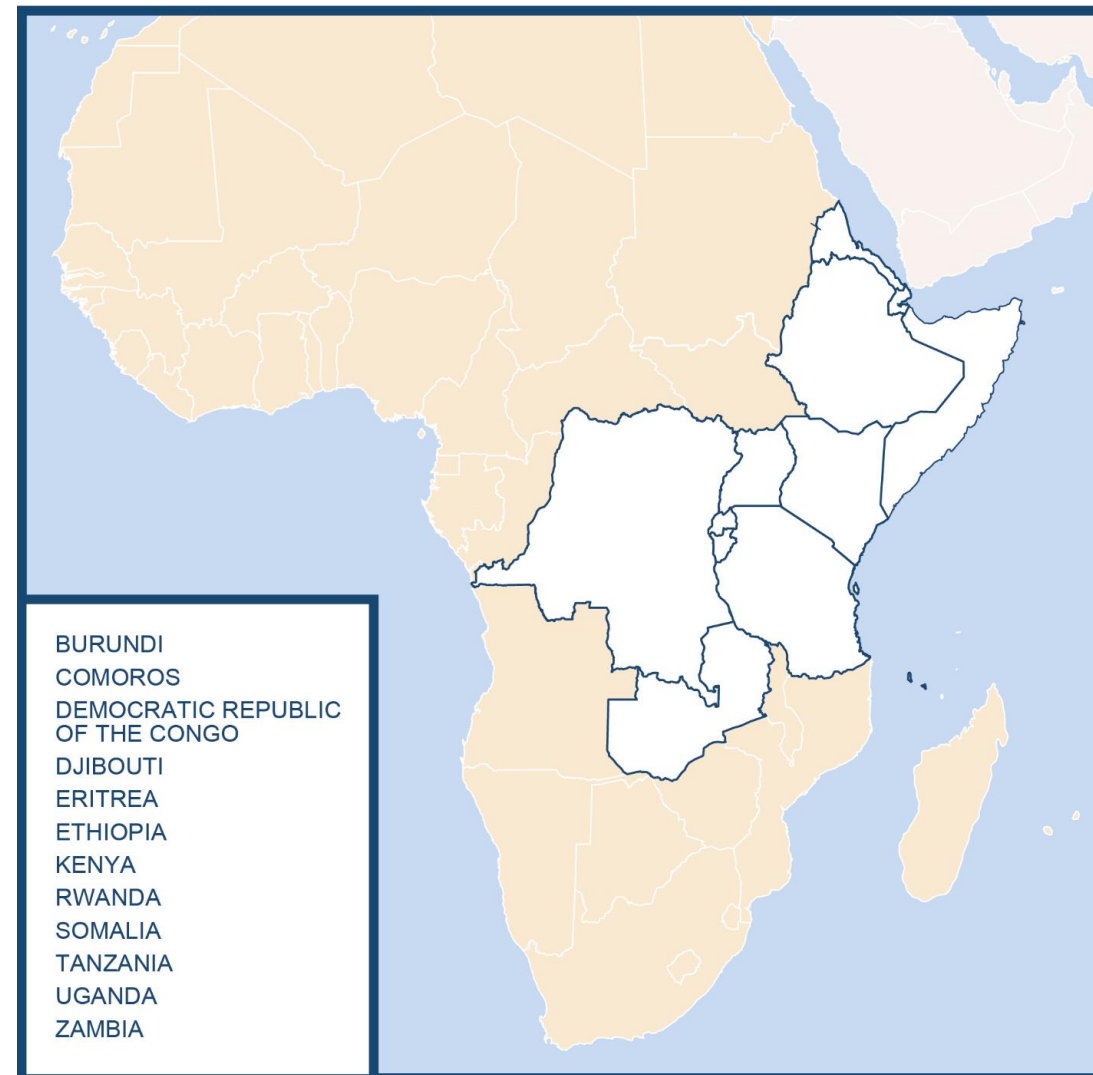 BURUNDI
COMOROS
DEMOCRATIC REPUBLIC
OF THE CONGO
DJIBOUTI
ERITREA
ETHIOPIA
KENYA
RWANDA
SOMALIA
TANZANIA
UGANDA
ZAMBIA